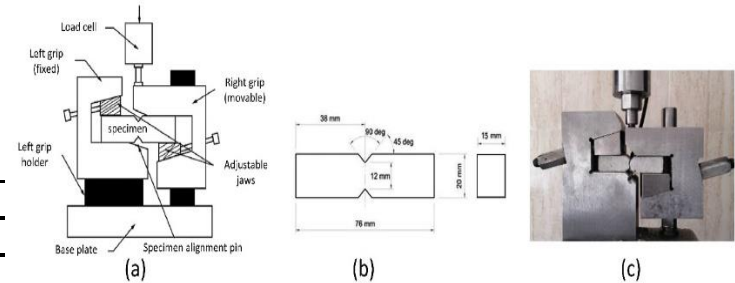 Load cell
Left grip
(fixed)
Right grip
(movable)
specimen
Left grip
holder
Adjustable
jaws
Base plate
Specimen alignment pin
(a)
38 mm
90 deg
45 deg
15 mm
12 mm
20 mm
76 mm
(b)
(c)